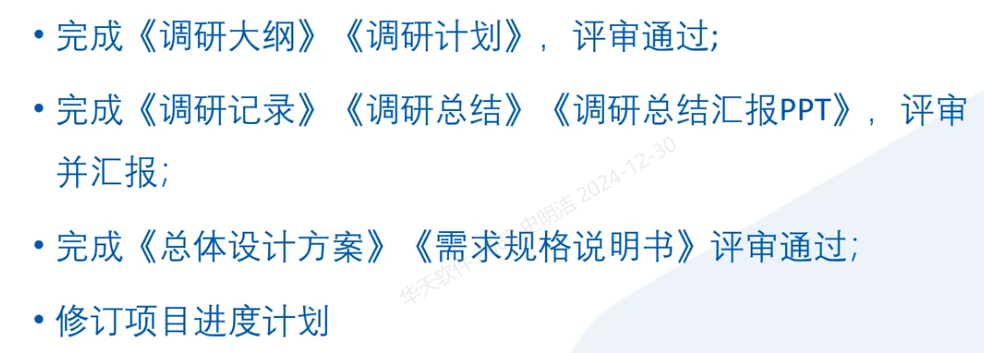 • 完成《调研大纲》《调研计划》，评审通过;
• 完成《调研记录》《调研总结》《调研总结汇报PPT》，评审
并汇报；
• 完成《总体设计方案》《需求规格说明书》评审通过；
• 修订项目进度计划
华天软件 史明洁 2024-12-30